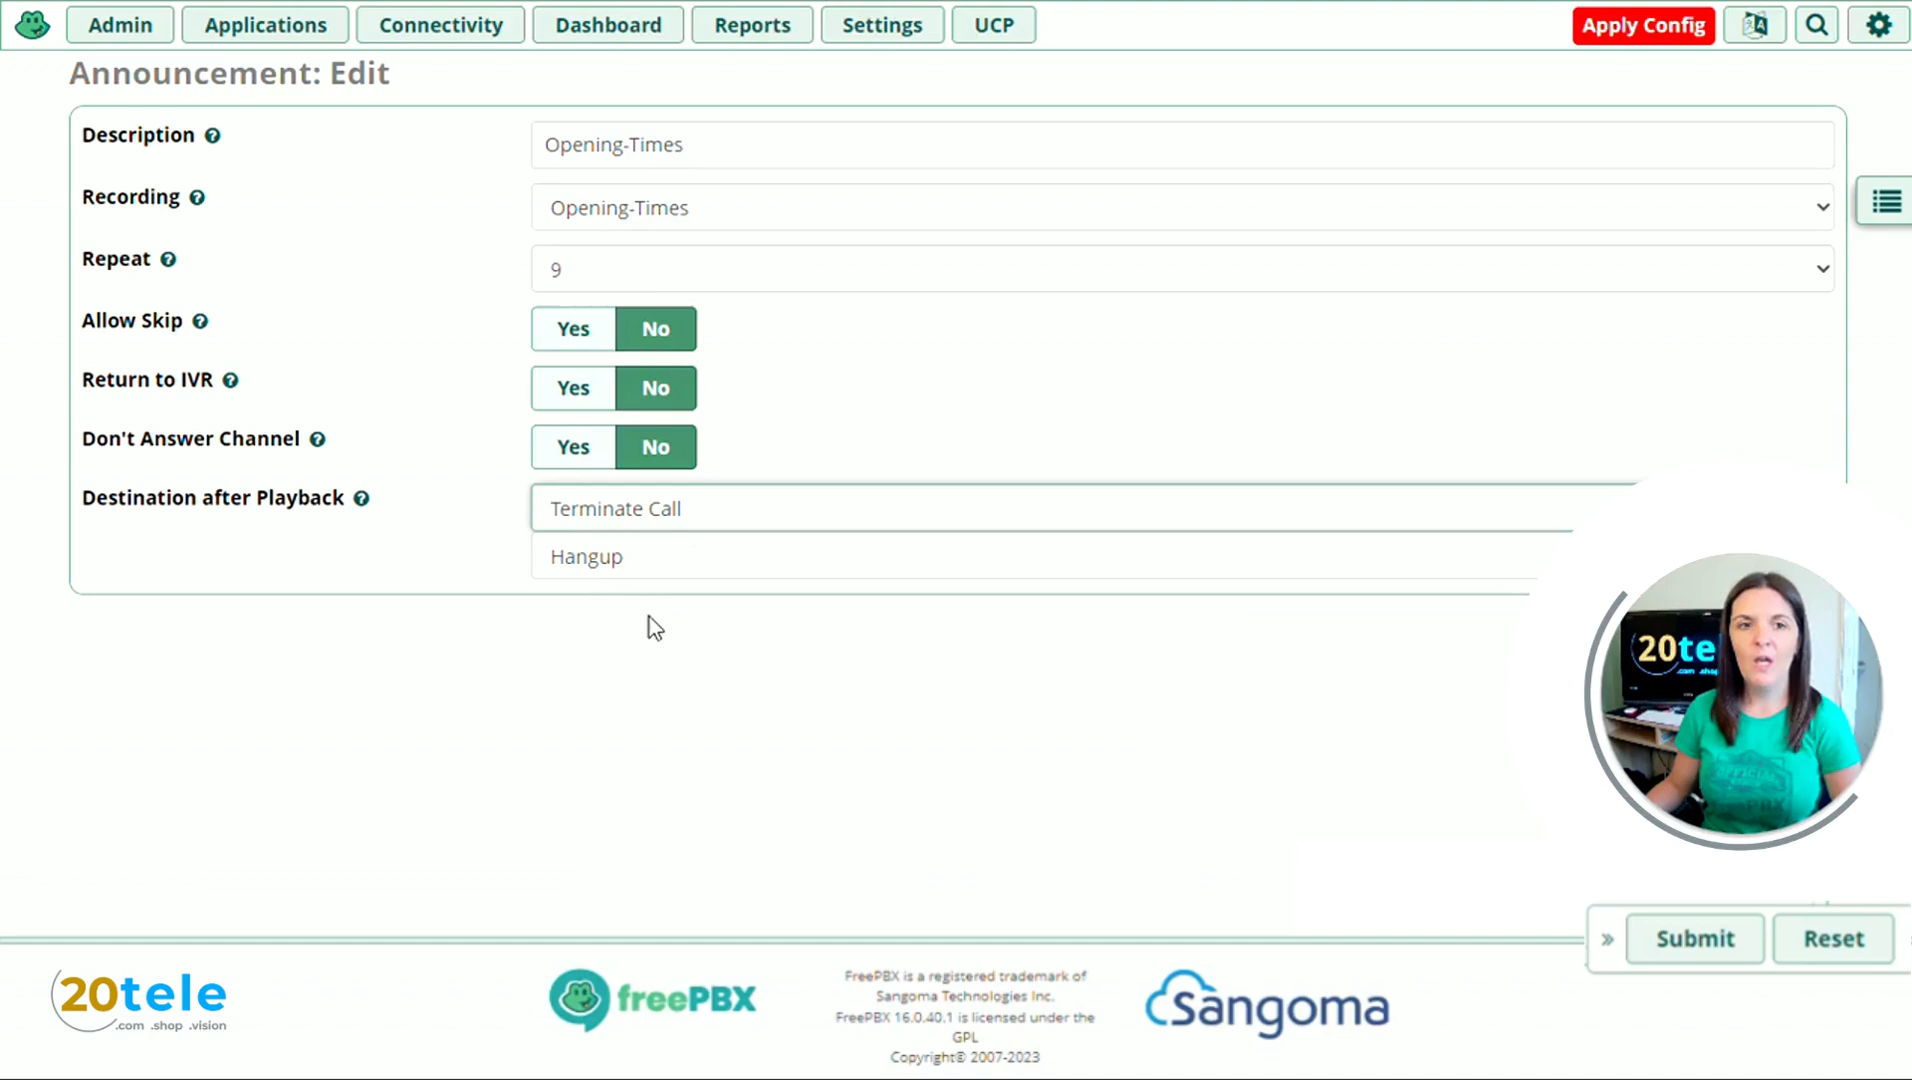 Admin
Applications
Connectivity
Dashboard
Reports
Settings
UCP
Apply Config
Announcement: Edit
Description
Opening-Times
Recording
Opening-Times
Repeat
9
Allow Skip
Yes No
Return to IVR
Yes No
Don't Answer Channel
Yes No
Destination after Playback
Terminate Call
Hangup
20te
Submit
Reset
20tele
.com .shop .vision
freePBX
FreePBX is a registered trademark of
Sangoma Technologies Inc.
FreePBX 16.0.40.1 is licensed under the
GPL
Copyright© 2007-2023
Sangoma